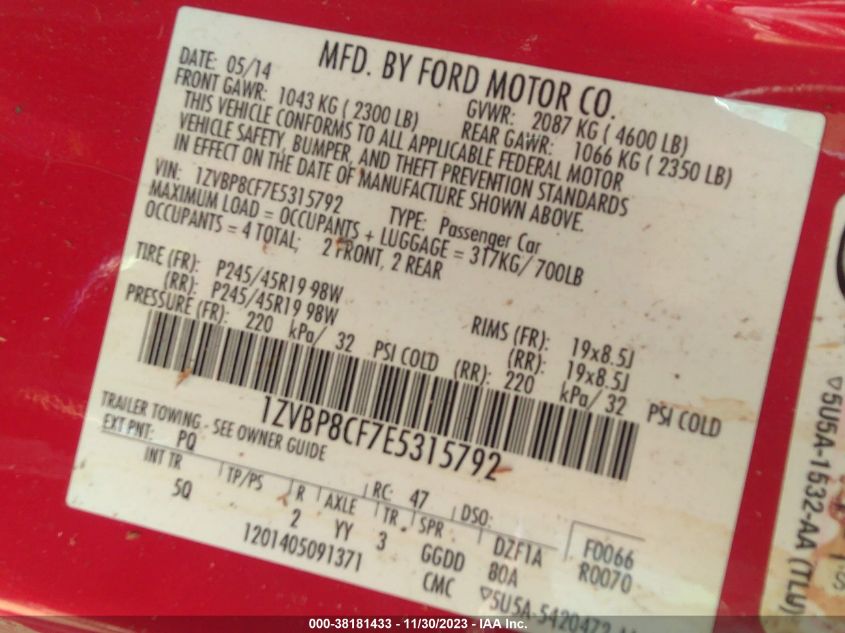 MFD. BY FORD MOTOR CO.
DATE: 05/14
GVWR: 2087 KG ( 4600 LB)
FRONT GAWR: 1043 KG ( 2300 LB)
REAR GAWR: 1066 KG ( 2350 LB)
THIS VEHICLE CONFORMS TO ALL APPLICABLE FEDERAL MOTOR
VEHICLE SAFETY, BUMPER, AND THEFT PREVENTION STANDARDS
IN EFFECT ON THE DATE OF MANUFACTURE SHOWN ABOVE.
VIN: 1ZVBP8CF7E5315792
TYPE: Passenger Car
MAXIMUM LOAD = OCCUPANTS + LUGGAGE = 317KG/ 700LB
OCCUPANTS = 4 TOTAL; 2 FRONT, 2 REAR
TIRE (FR): P245/45R19 98W
RIMS (FR): 19x8.5J
(RR): P245/45R19 98W
(RR): 19x8.5J
PRESSURE (FR): 220 kPa/ 32 PSI COLD (RR): 220 kPa/ 32 PSI COLD
1ZVBP8CF7E5315792
TRAILER TOWING - SEE OWNER GUIDE
EXT PNT: PQ RC: 47 DSO: F0066
INT TR TP/PS R AXLE TR SPR DZF1A R0070
5Q 2 YY 3 GGDD 80A
1201405091371 CMC ▽5U5A-5420472-
▽5U5A-1532-AA (TLU)
000-38181433 - 11/30/2023 - IAA Inc.